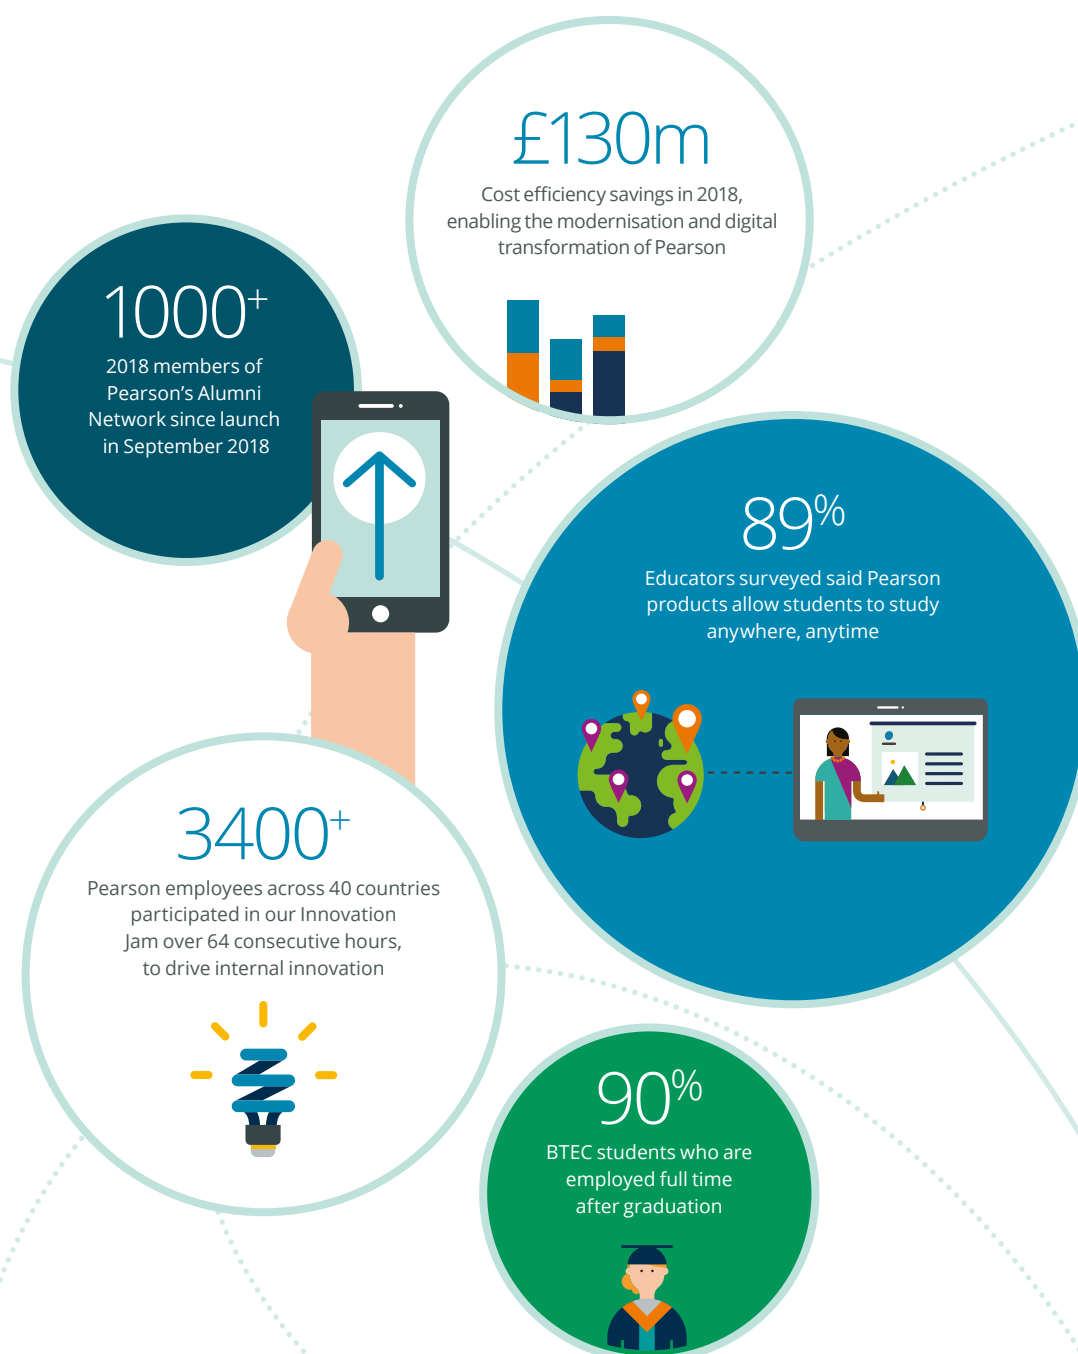 £130m
Cost efficiency savings in 2018,
enabling the modernisation and digital
transformation of Pearson
1000+
2018 members of
Pearson's Alumni
Network since launch
in September 2018
89%
Educators surveyed said Pearson
products allow students to study
anywhere, anytime
3400+
Pearson employees across 40 countries
participated in our Innovation
Jam over 64 consecutive hours,
to drive internal innovation
90%
BTEC students who are
employed full time
after graduation